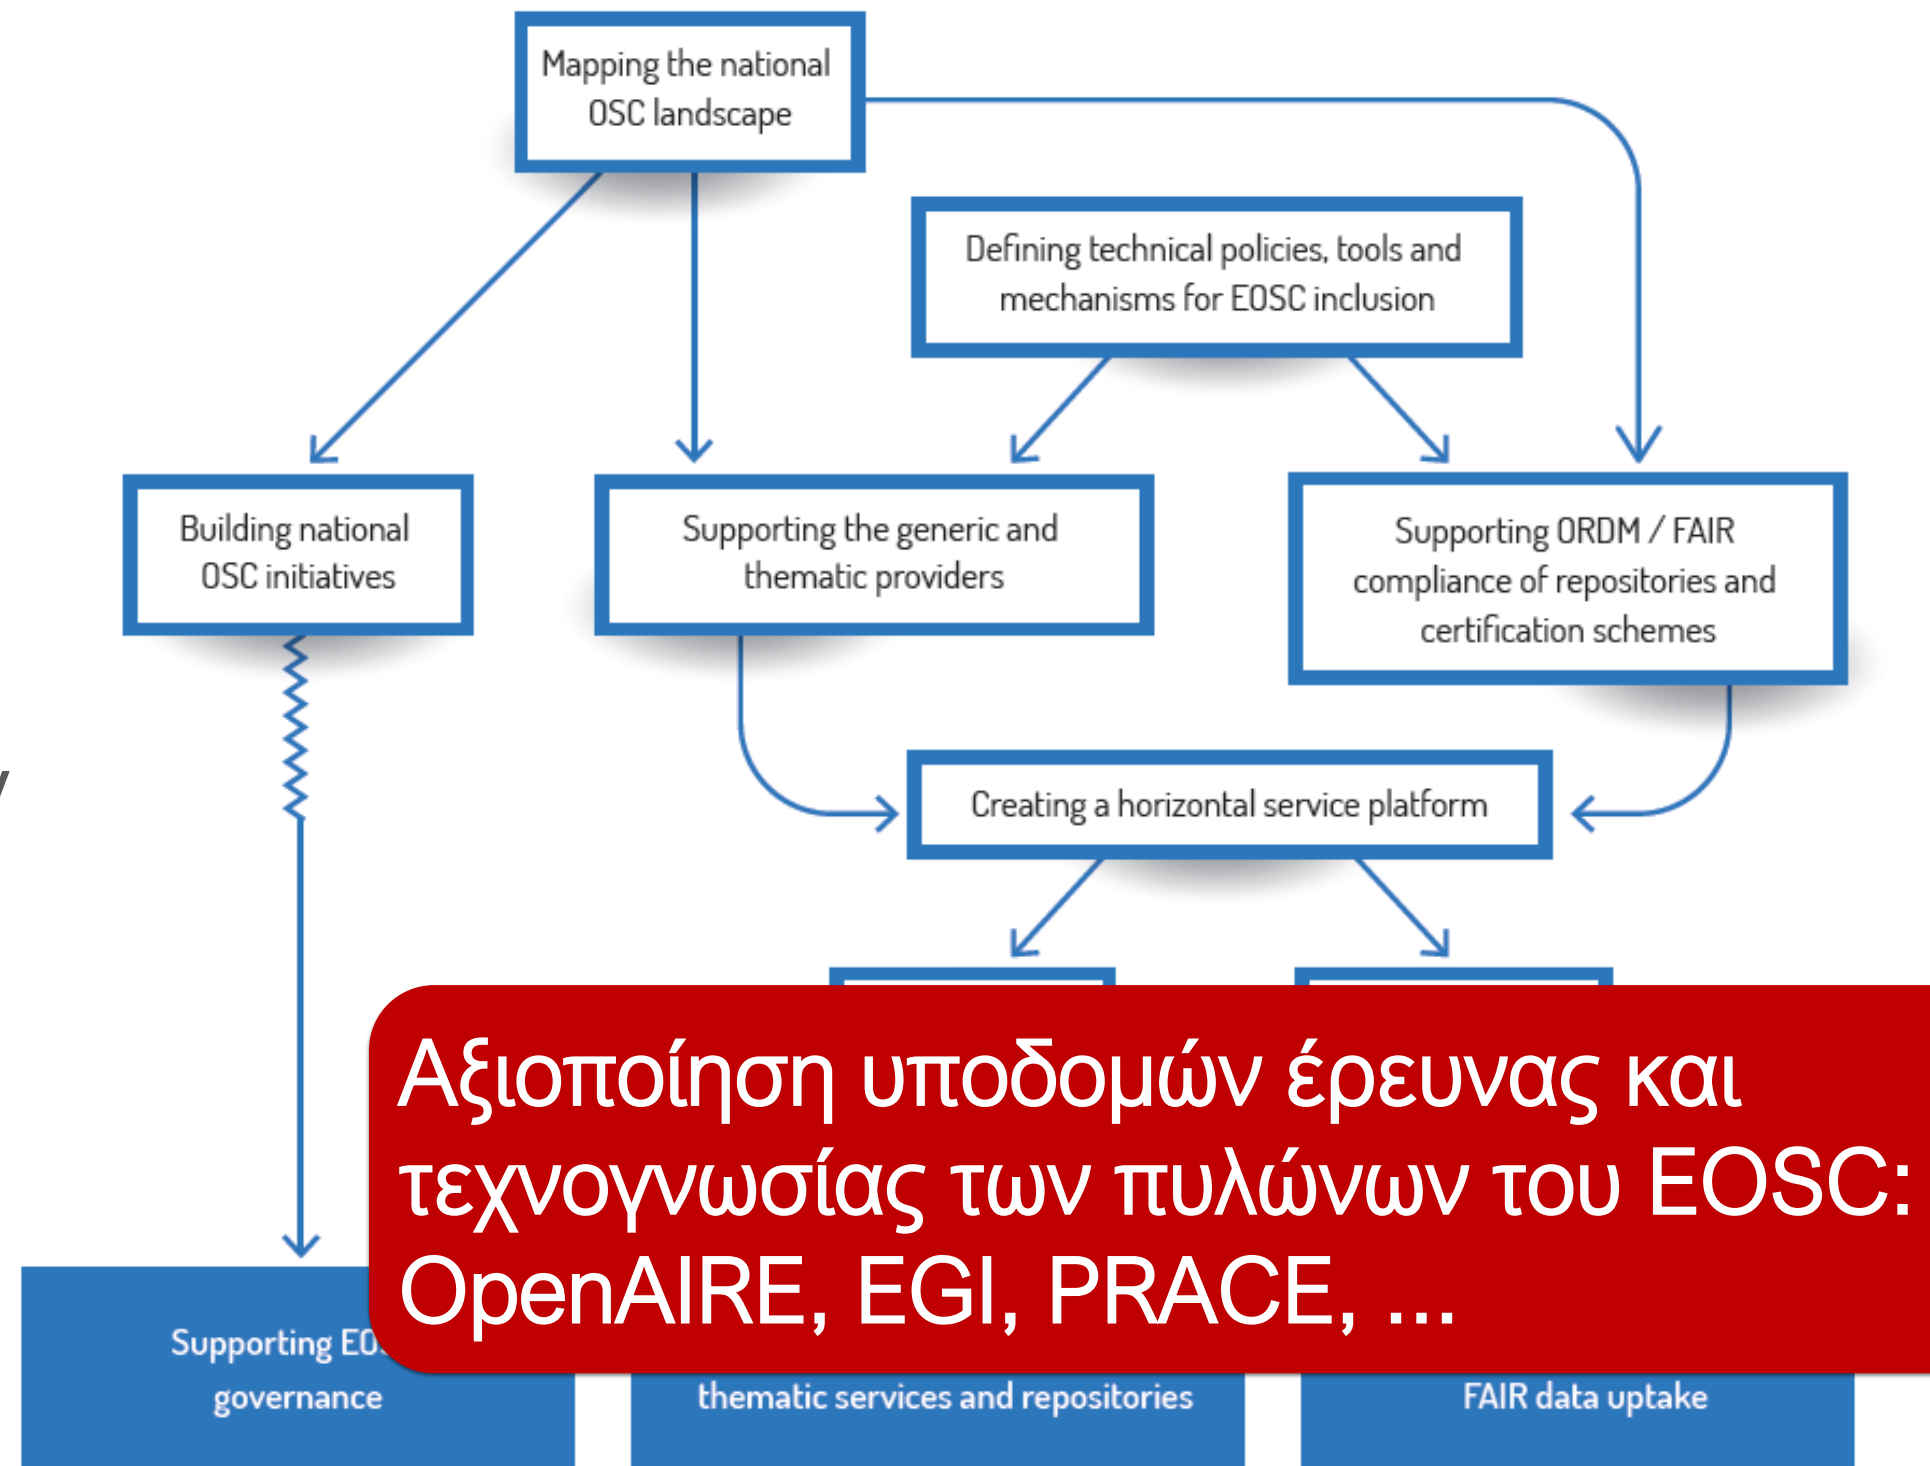 Mapping the national
OSC landscape
Defining technical policies, tools and
mechanisms for EOSC inclusion
Building national
OSC initiatives
Supporting the generic and
thematic providers
Supporting ORDM / FAIR
compliance of repositories and
certification schemes
Creating a horizontal service platform
Αξιοποίηση υποδομών έρευνας και
τεχνογνωσίας των πυλώνων του EOSC:
OpenAIRE, EGI, PRACE, ...
Supporting
governance
thematic services and repositories
FAIR data uptake